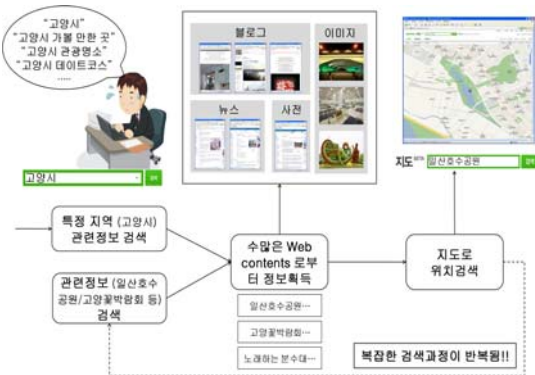 “고양시”
“고양시 가볼 만한 곳”
“고양시 관광명소”
“고양시 데이트코스”
.....
고양시
검색
블로그
이미지
뉴스
사전
지도
일산호수공원
검색
특정 지역 (고양시)
관련정보 검색
관련정보 (일산호수
공원/고양꽃박람회 등)
검색
수많은 Web
contents 로부
터 정보획득
일산호수공원…
고양꽃박람회…
노래하는 분수대…
지도로
위치검색
복잡한 검색과정이 반복됨!!